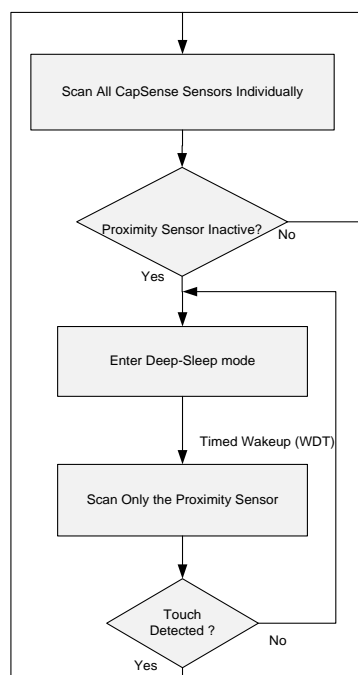 Scan All CapSense Sensors Individually
Proximity Sensor Inactive?
No
Yes
Enter Deep-Sleep mode
Timed Wakeup (WDT)
Scan Only the Proximity Sensor
Touch
Detected ?
No
Yes